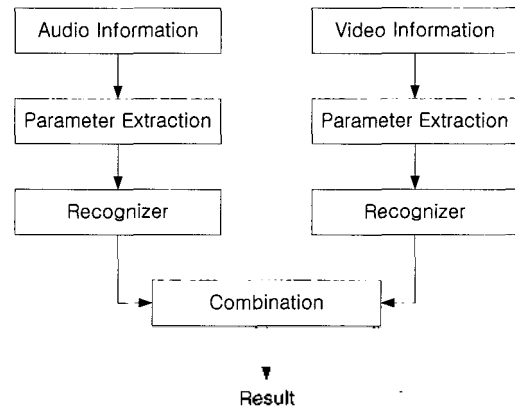 Audio Information
Video Information
Parameter Extraction
Parameter Extraction
Recognizer
Recognizer
Combination
Result